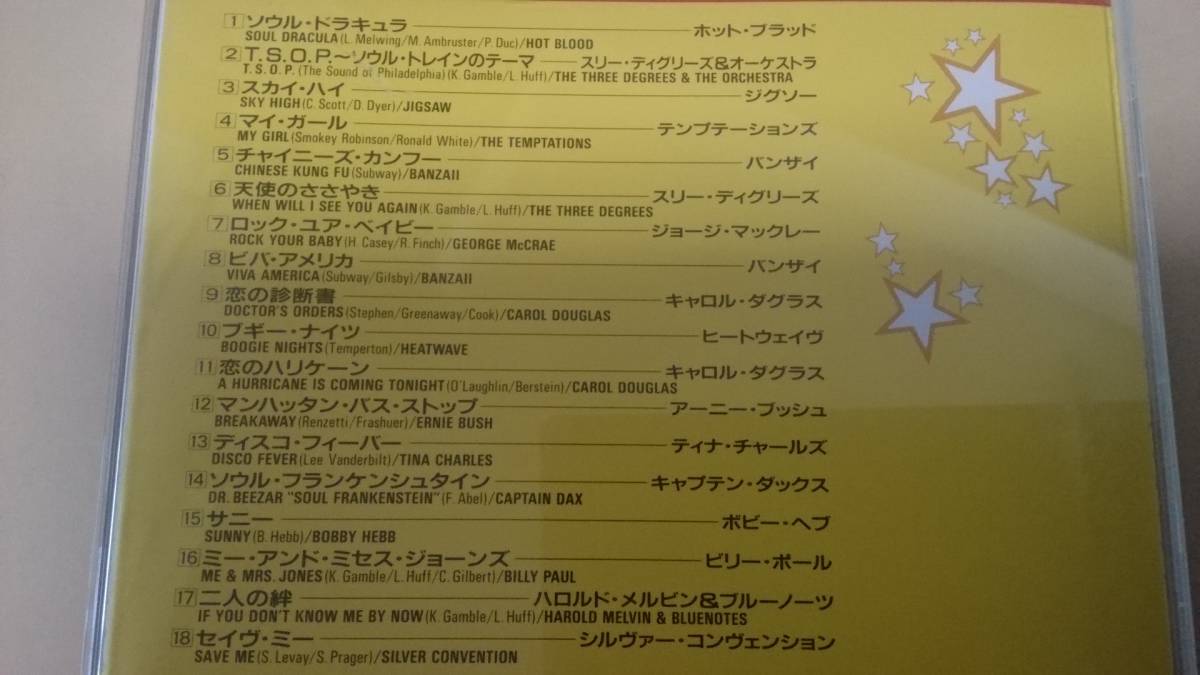 1 ソウル・ドラキュラ ホット・ブラッド
SOUL DRACULA(L. Melwing/M. Ambruster/P. Duc)/HOT BLOOD
2 T.S.O.P.〜ソウル・トレインのテーマ スリー・ディグリーズ&オーケストラ
T.S.O.P.(The Sound of Philadelphia)(K. Gamble/L. Huff)/THE THREE DEGREES & THE ORCHESTRA
3 スカイ・ハイ ジグソー
SKY HIGH(C. Scott/D. Dyer)/JIGSAW
4 マイ・ガール テンプテーションズ
MY GIRL(Smokey Robinson/Ronald White)/THE TEMPTATIONS
5 チャイニーズ・カンフー バンザイ
CHINESE KUNG FU(Subway)/BANZAII
6 天使のささやき スリー・ディグリーズ
WHEN WILL I SEE YOU AGAIN(K. Gamble/L. Huff)/THE THREE DEGREES
7 ロック・ユア・ベイビー ジョージ・マックレー
ROCK YOUR BABY(H. Casey/R. Finch)/GEORGE McCRAE
8 ビバ・アメリカ バンザイ
VIVA AMERICA(Subway/Gilsby)/BANZAII
9 恋の診断書 キャロル・ダグラス
DOCTOR'S ORDERS(Stephen/Greenaway/Cook)/CAROL DOUGLAS
10 ブギー・ナイツ ヒートウェイヴ
BOOGIE NIGHTS(Temperton)/HEATWAVE
11 恋のハリケーン キャロル・ダグラス
A HURRICANE IS COMING TONIGHT(O'Laughlin/Berstein)/CAROL DOUGLAS
12 マンハッタン・バス・ストップ アーニー・ブッシュ
BREAKAWAY(Renzetti/Frashuer)/ERNIE BUSH
13 ディスコ・フィーバー ティナ・チャールズ
DISCO FEVER(Lee Vanderbilt)/TINA CHARLES
14 ソウル・フランケンシュタイン キャプテン・ダックス
DR. BEEZAR "SOUL FRANKENSTEIN"(F. Abel)/CAPTAIN DAX
15 サニー ボビー・ヘブ
SUNNY(B. Hebb)/BOBBY HEBB
16 ミー・アンド・ミセス・ジョーンズ ビリー・ポール
ME & MRS. JONES(K. Gamble/L. Huff/C. Gilbert)/BILLY PAUL
17 二人の絆 ハロルド・メルビン&ブルーノーツ
IF YOU DON'T KNOW ME BY NOW(K. Gamble/L. Huff)/HAROLD MELVIN & BLUENOTES
18 セイヴ・ミー シルヴァー・コンヴェンション
SAVE ME(S. Levay/S. Prager)/SILVER CONVENTION